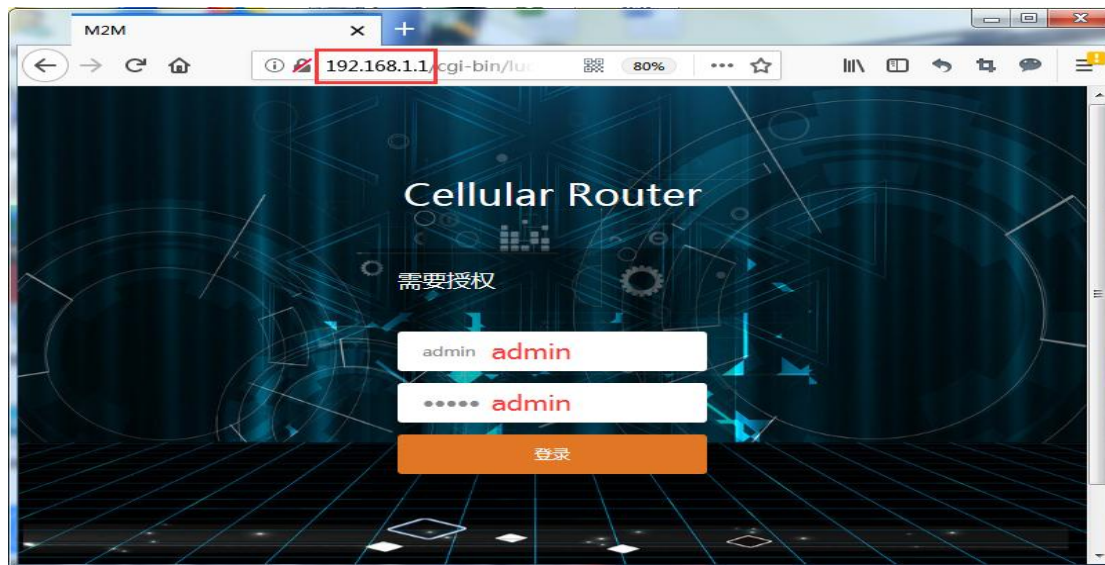 M2M
192.168.1.1/cgi-bin/luc
80%
Cellular Router
需要授权
admin admin
••••• admin
登录